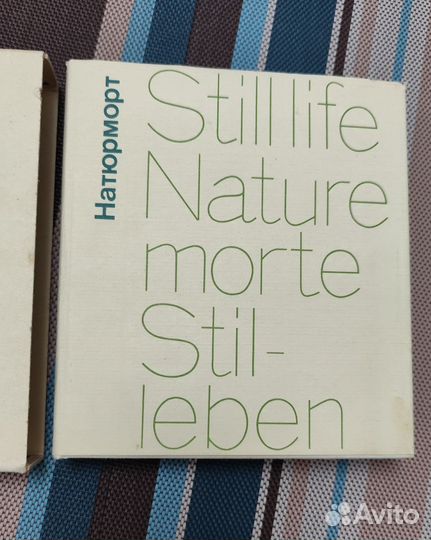 Натюрморт
Still life
Nature
morte
Stil-
leben
Avito